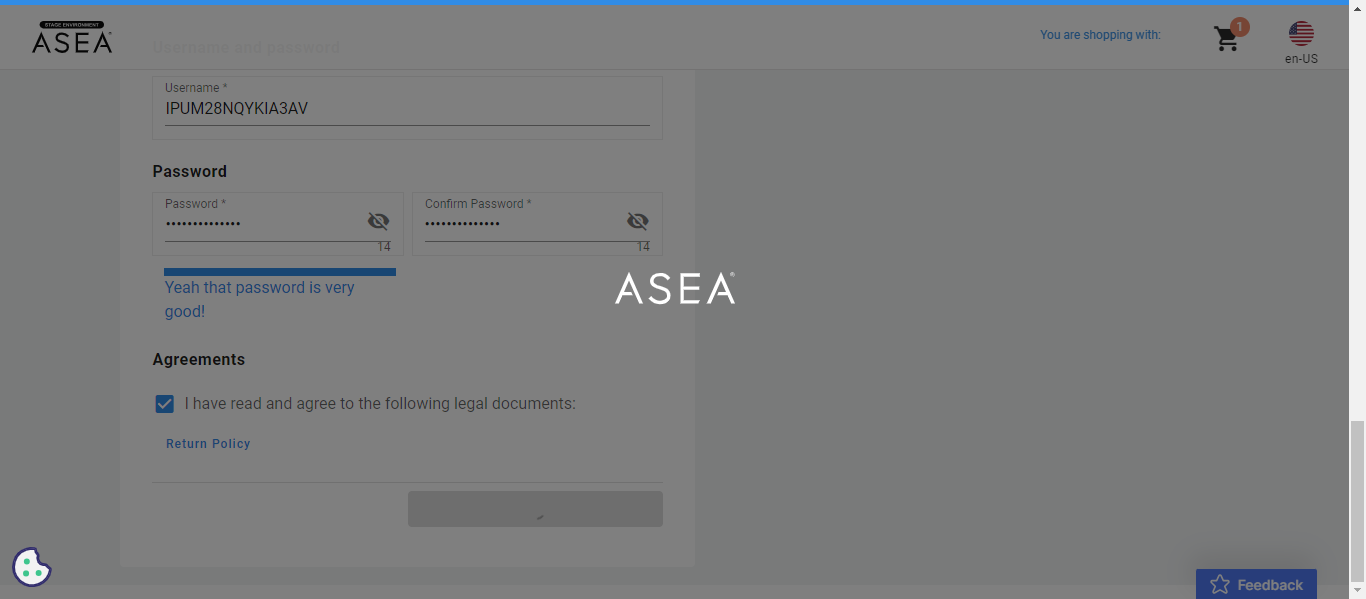 STAGE ENVIRONMENT
ASEA
Username and password
You are shopping with:
1
en-US
Username *
IPUM28NQYKIA3AV
Password
Password *
••••••••••••••
14
Confirm Password *
••••••••••••••
14
Yeah that password is very
good!
ASEA®
Agreements
I have read and agree to the following legal documents:
Return Policy
Feedback